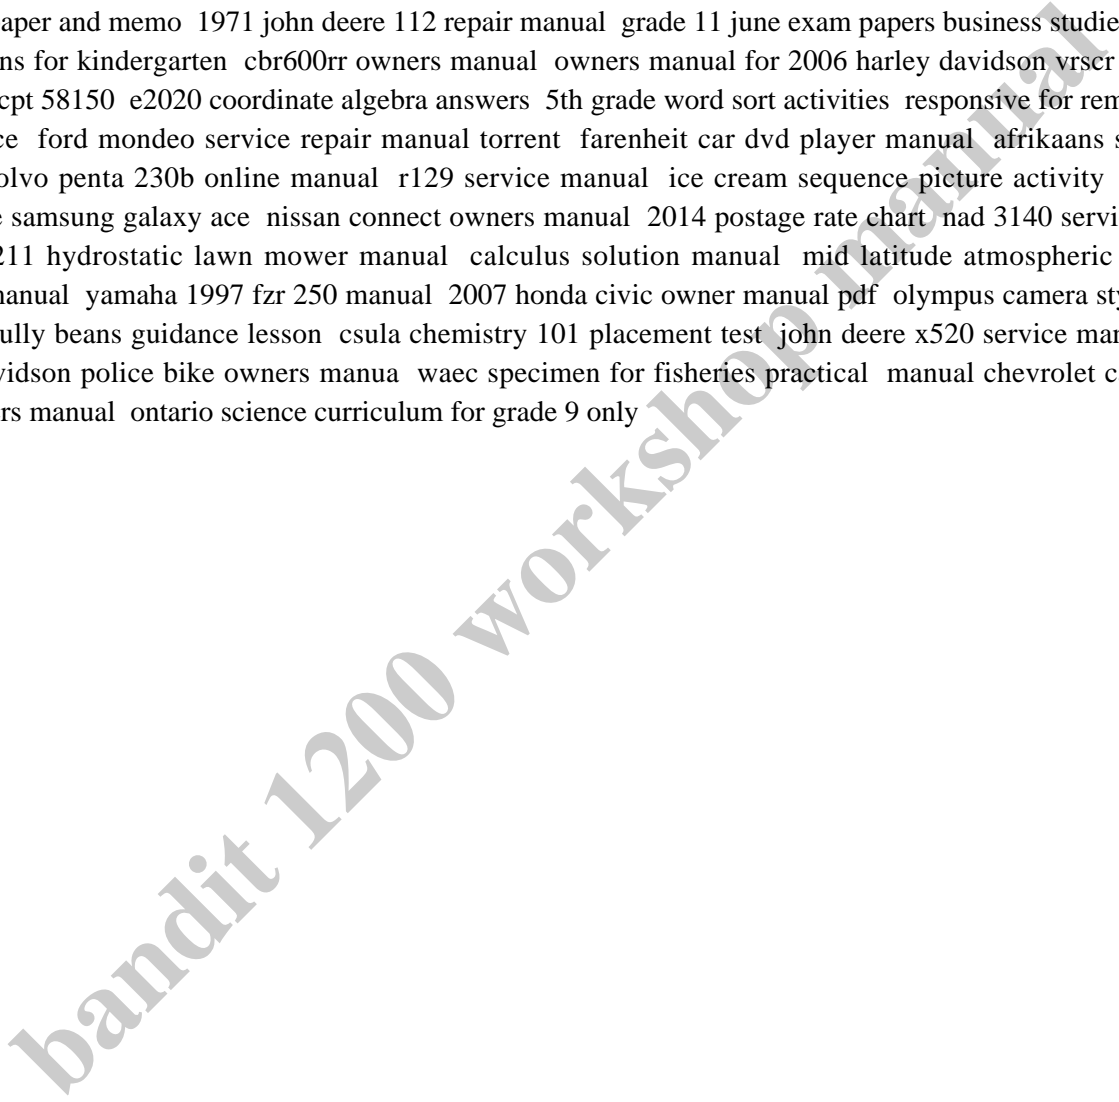 aper and memo 1971 john deere 112 repair manual grade 11 june exam papers business studie
ns for kindergarten cbr600rr owners manual owners manual for 2006 harley davidson vrscr
cpt 58150 e2020 coordinate algebra answers 5th grade word sort activities responsive for rem
ce ford mondeo service repair manual torrent farenheit car dvd player manual afrikaans s
olvo penta 230b online manual r129 service manual ice cream sequence picture activity
e samsung galaxy ace nissan connect owners manual 2014 postage rate chart nad 3140 servi
211 hydrostatic lawn mower manual calculus solution manual mid latitude atmospheric
manual yamaha 1997 fzr 250 manual 2007 honda civic owner manual pdf olympus camera sty
ully beans guidance lesson csula chemistry 101 placement test john deere x520 service man
vidson police bike owners manua waec specimen for fisheries practical manual chevrolet c
rs manual ontario science curriculum for grade 9 only
bandit 1200 workshop manual